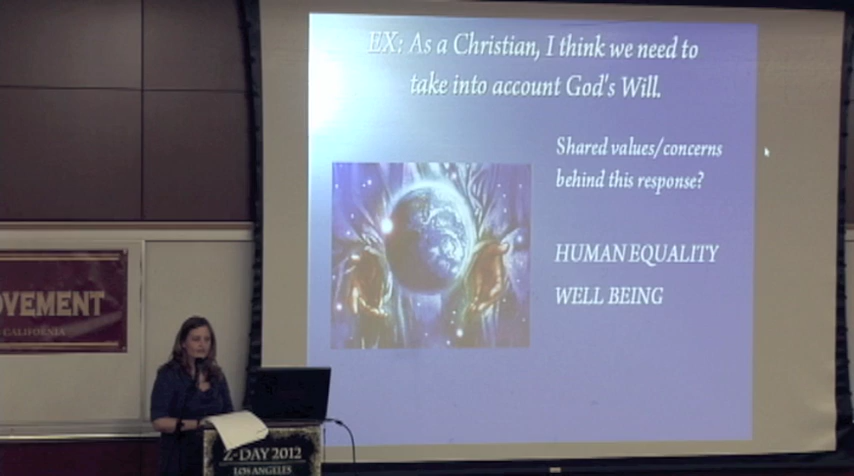 EX: As a Christian, I think we need to
take into account God's Will.
Shared values/concerns
behind this response?
HUMAN EQUALITY
WELL BEING
OVEMENT
CALIFORNIA
Z-DAY 2012
LOS ANGELES